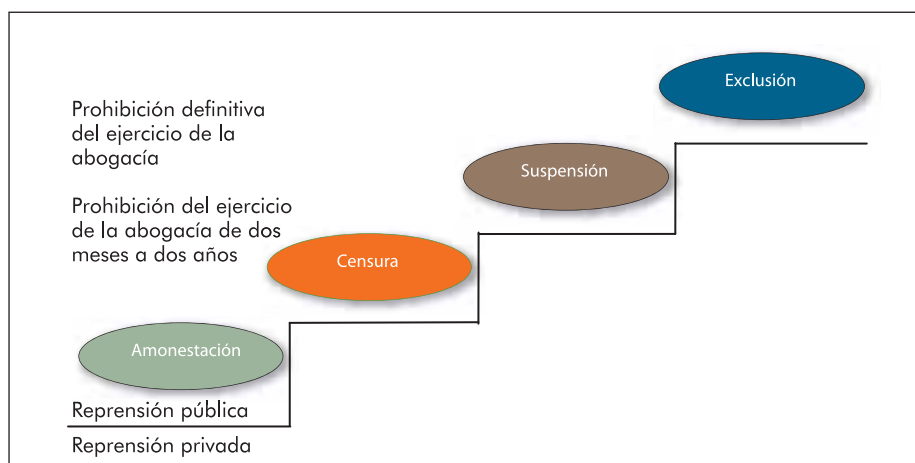 Exclusión
Prohibición definitiva
del ejercicio de la
abogacía
Suspensión
Prohibición del ejercicio
de la abogacía de dos
meses a dos años
Censura
Amonestación
Reprensión pública
Reprensión privada